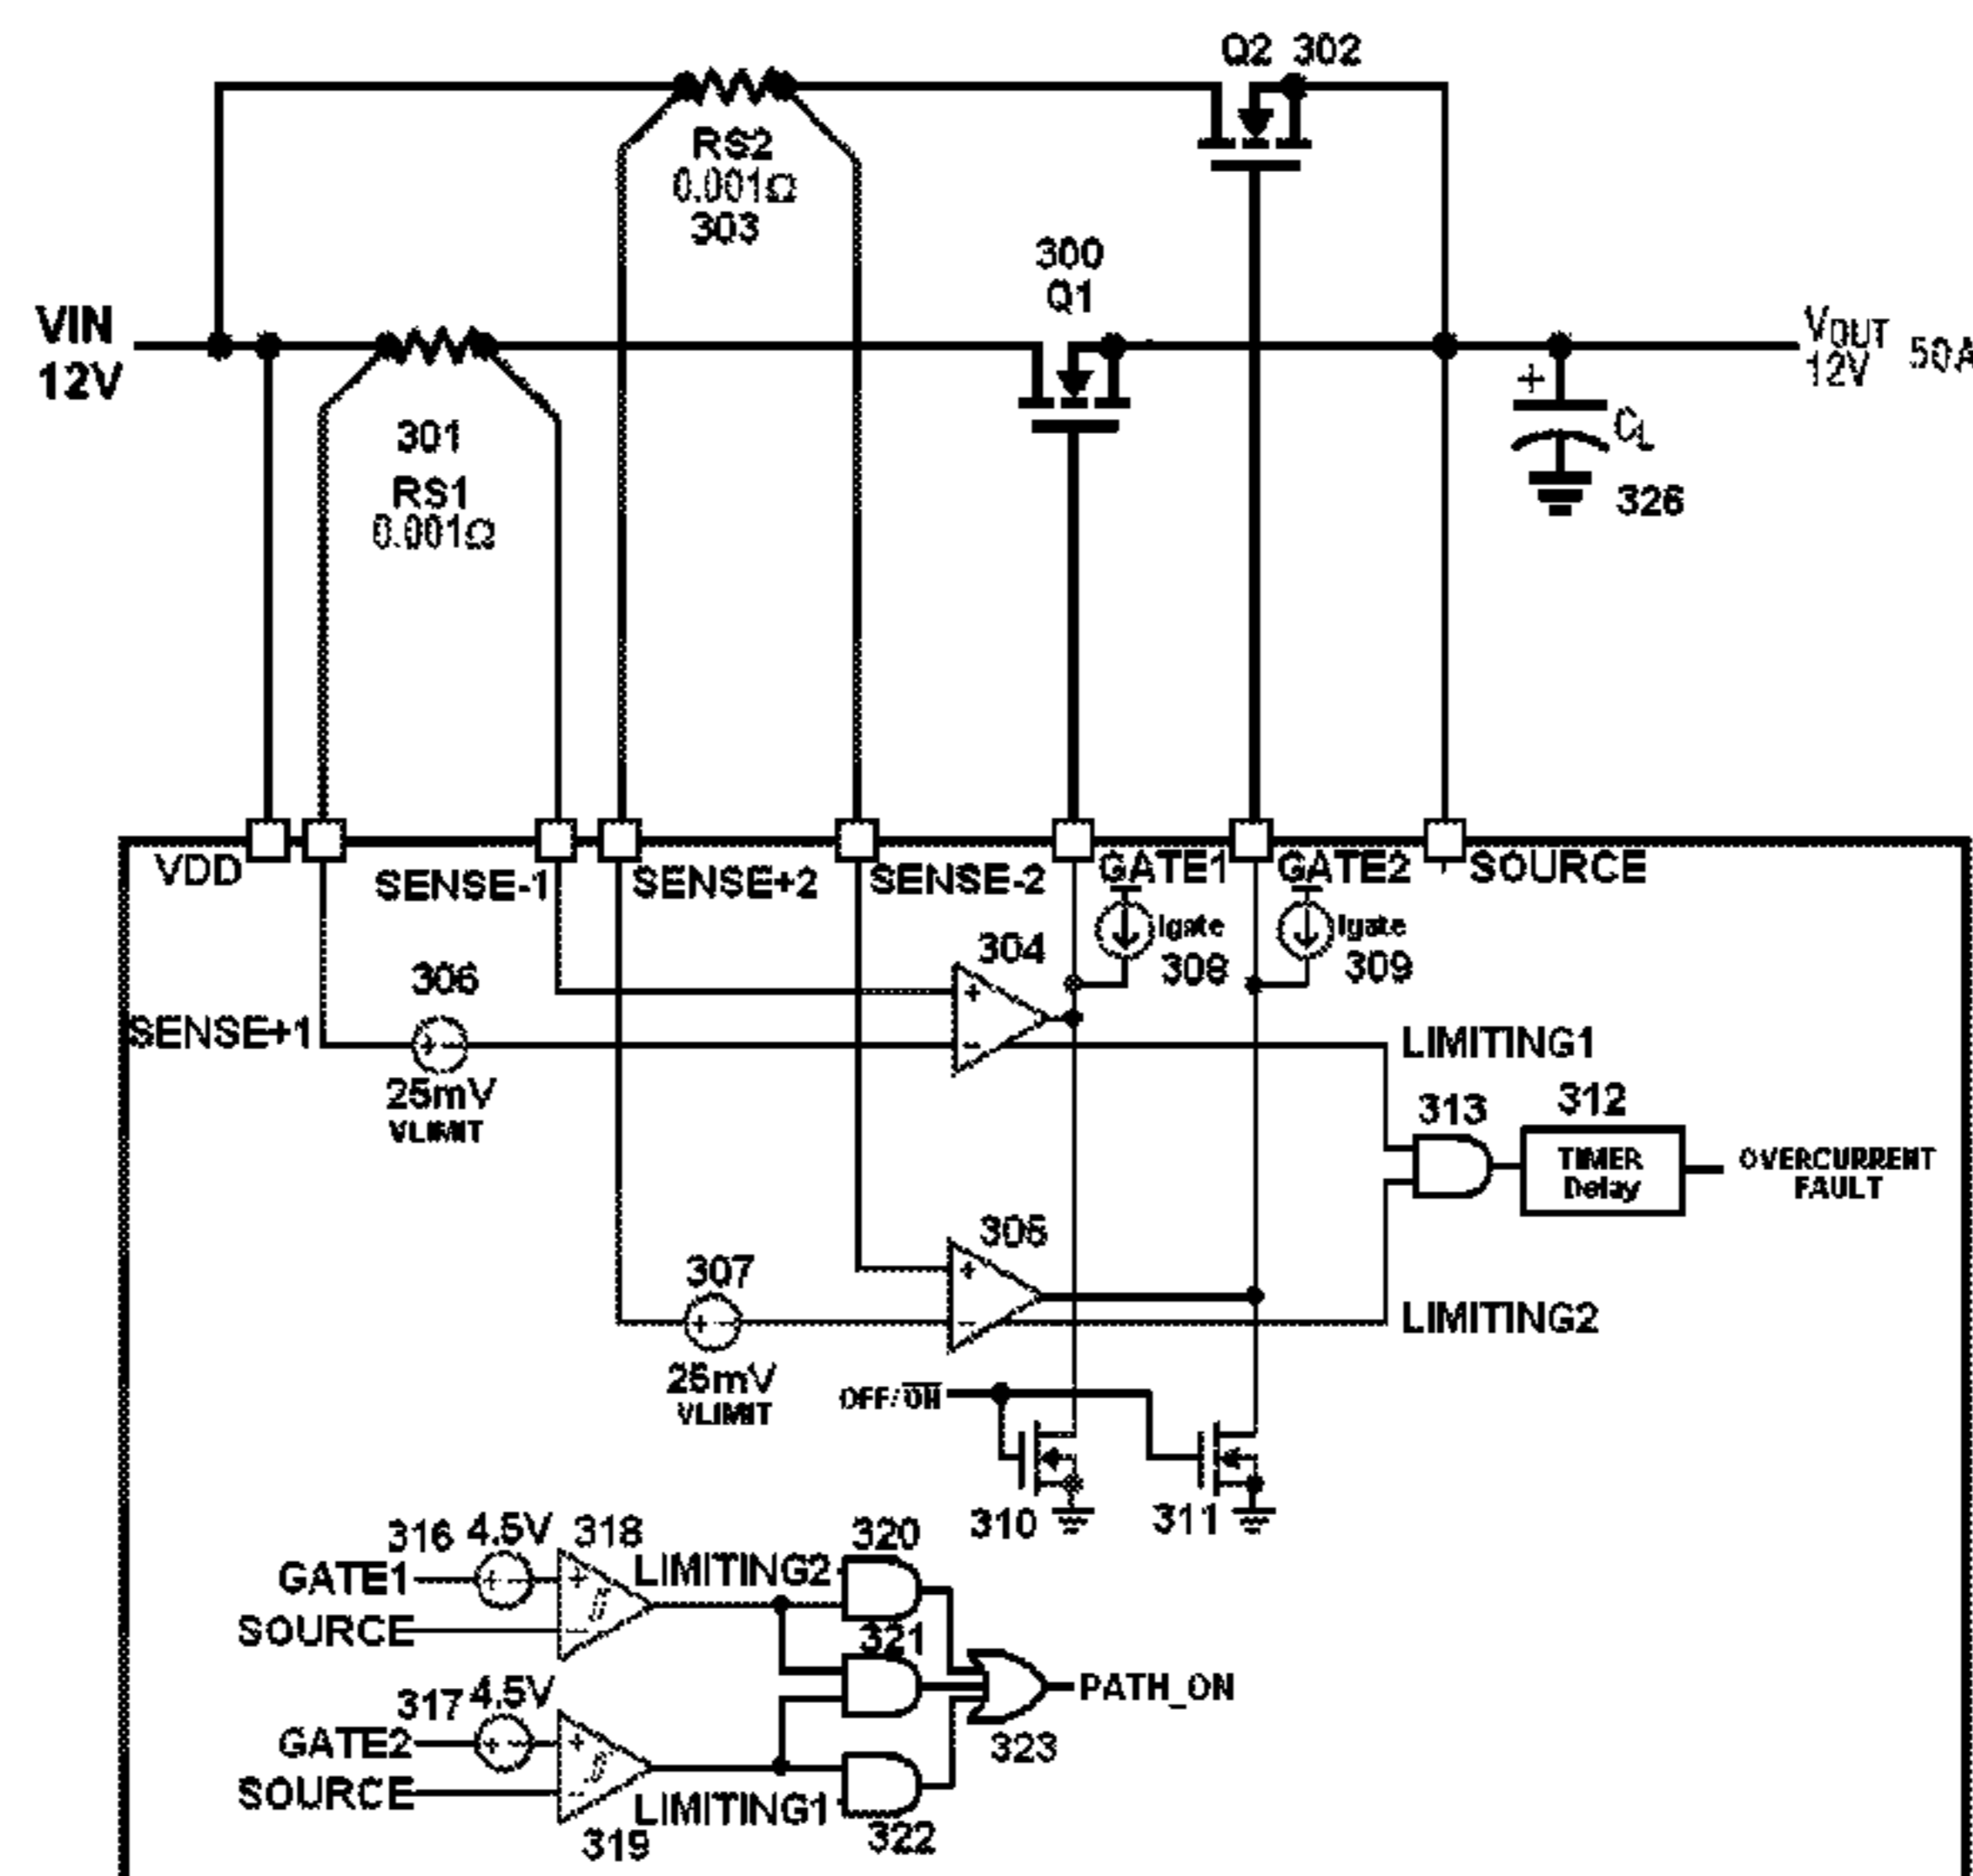 Q2 302
RS2
0.001Ω
303
300
Q1
VIN
12V
VOUT
12V
50A
301
RS1
0.001Ω
+
CL
326
VDD
SENSE-1
SENSE+2
SENSE-2
GATE1
GATE2
SOURCE
Igate
308
Igate
309
304
306
+ -
SENSE+1
25mV
VLIMIT
+
-
LIMITING1
313
312
TIMER
Delay
OVERCURRENT
FAULT
305
307
+ -
+
-
LIMITING2
25mV
VLIMIT
OFF/ON
310
311
316 4.5V 318
GATE1
+ -
+
SOURCE
-
LIMITING2
320
321
317 4.5V
GATE2
+ -
+
SOURCE
-
319
LIMITING1
322
323
PATH_ON